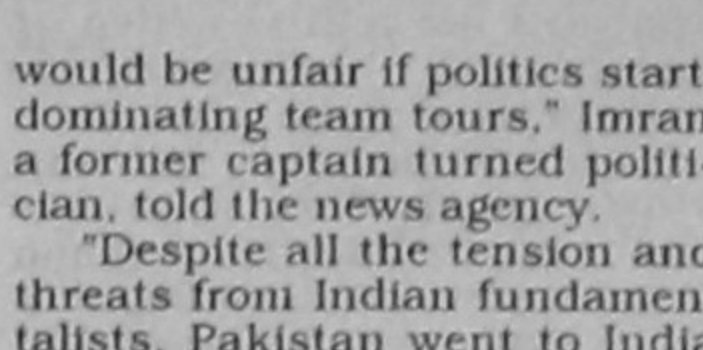 would be unfair if politics start
dominating team tours," Imran
a former captain turned politi-
cian, told the news agency.
"Despite all the tension and
threats from Indian fundamen
talists, Pakistan went to India